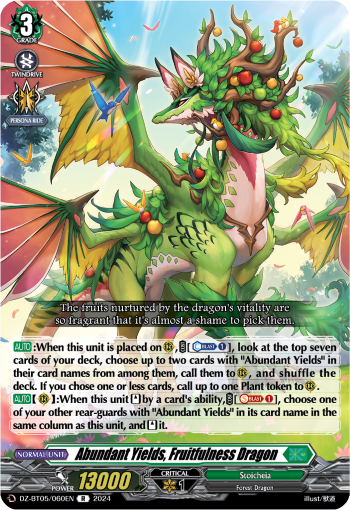 3
GRADE
TWINDRIVE
PERSONA RIDE
The fruits nurtured by the dragon's vitality are
so fragrant that it's almost a shame to pick them.
AUTO:When this unit is placed on , [BLAST 1], look at the top seven
cards of your deck, choose up to two cards with "Abundant Yields" in
their card names from among them, call them to , and shuffle the
deck. If you chose one or less cards, call up to one Plant token to .
AUTO【 】:When this unit by a card's ability, [BLAST 1], choose one
of your other rear-guards with "Abundant Yields" in its card name in the
same column as this unit, and it.
NORMAL UNIT
Abundant Yields, Fruitfulness Dragon
POWER 13000
CRITICAL
1
Stoicheia
Forest Dragon
DZ-BT05/060EN R 2024
illust/獣道